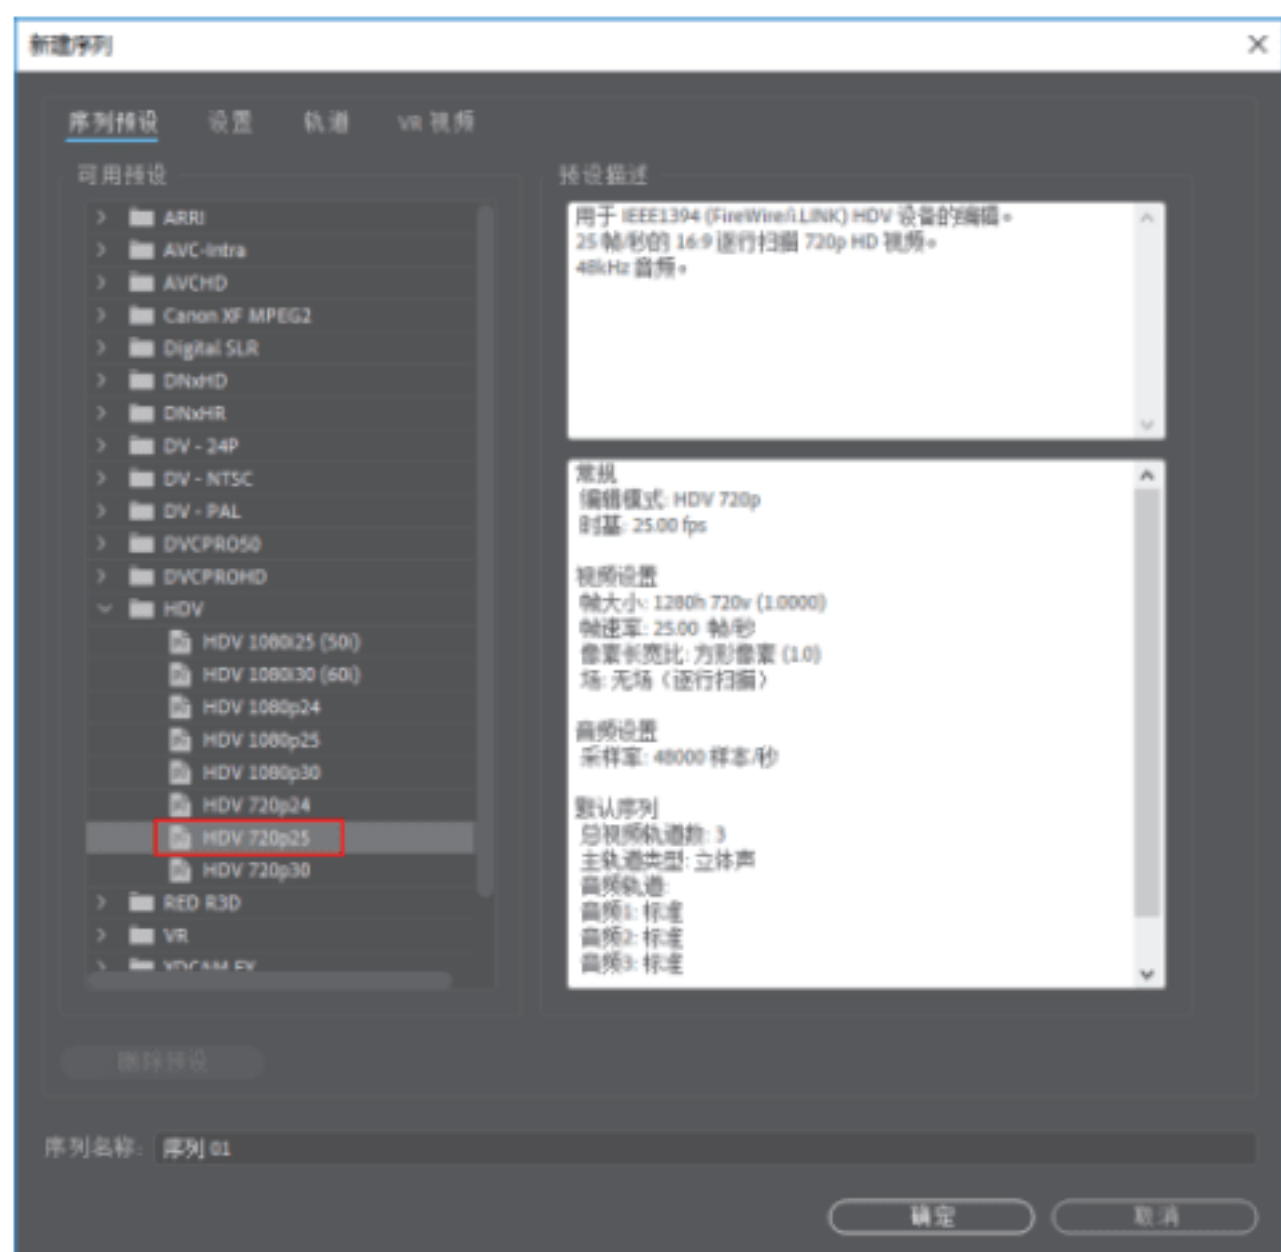 新建序列
序列预设 设置 轨道 VR 视频
可用预设
ARRI
AVC-Intra
AVCHD
Canon XF MPEG2
Digital SLR
DNxHD
DNxHR
DV - 24P
DV - NTSC
DV - PAL
DVCPRO50
DVCPROHD
HDV
HDV 1080i25 (50i)
HDV 1080i30 (60i)
HDV 1080p24
HDV 1080p25
HDV 1080p30
HDV 720p24
HDV 720p25
HDV 720p30
RED R3D
VR
XDCAM EX
删除预设
预设描述
用于 IEEE1394 (FireWire/i.LINK) HDV 设备的编辑。
25 帧/秒的 16:9 逐行扫描 720p HD 视频。
48kHz 音频。
常规
编辑模式: HDV 720p
时基: 25.00 fps
视频设置
帧大小: 1280h 720v (1.0000)
帧速率: 25.00 帧/秒
像素长宽比: 方形像素 (1.0)
场: 无场（逐行扫描）
音频设置
采样率: 48000 样本/秒
默认序列
总视频轨道数: 3
主轨道类型: 立体声
音频轨道:
音频1: 标准
音频2: 标准
音频3: 标准
序列名称: 序列 01
确定 取消